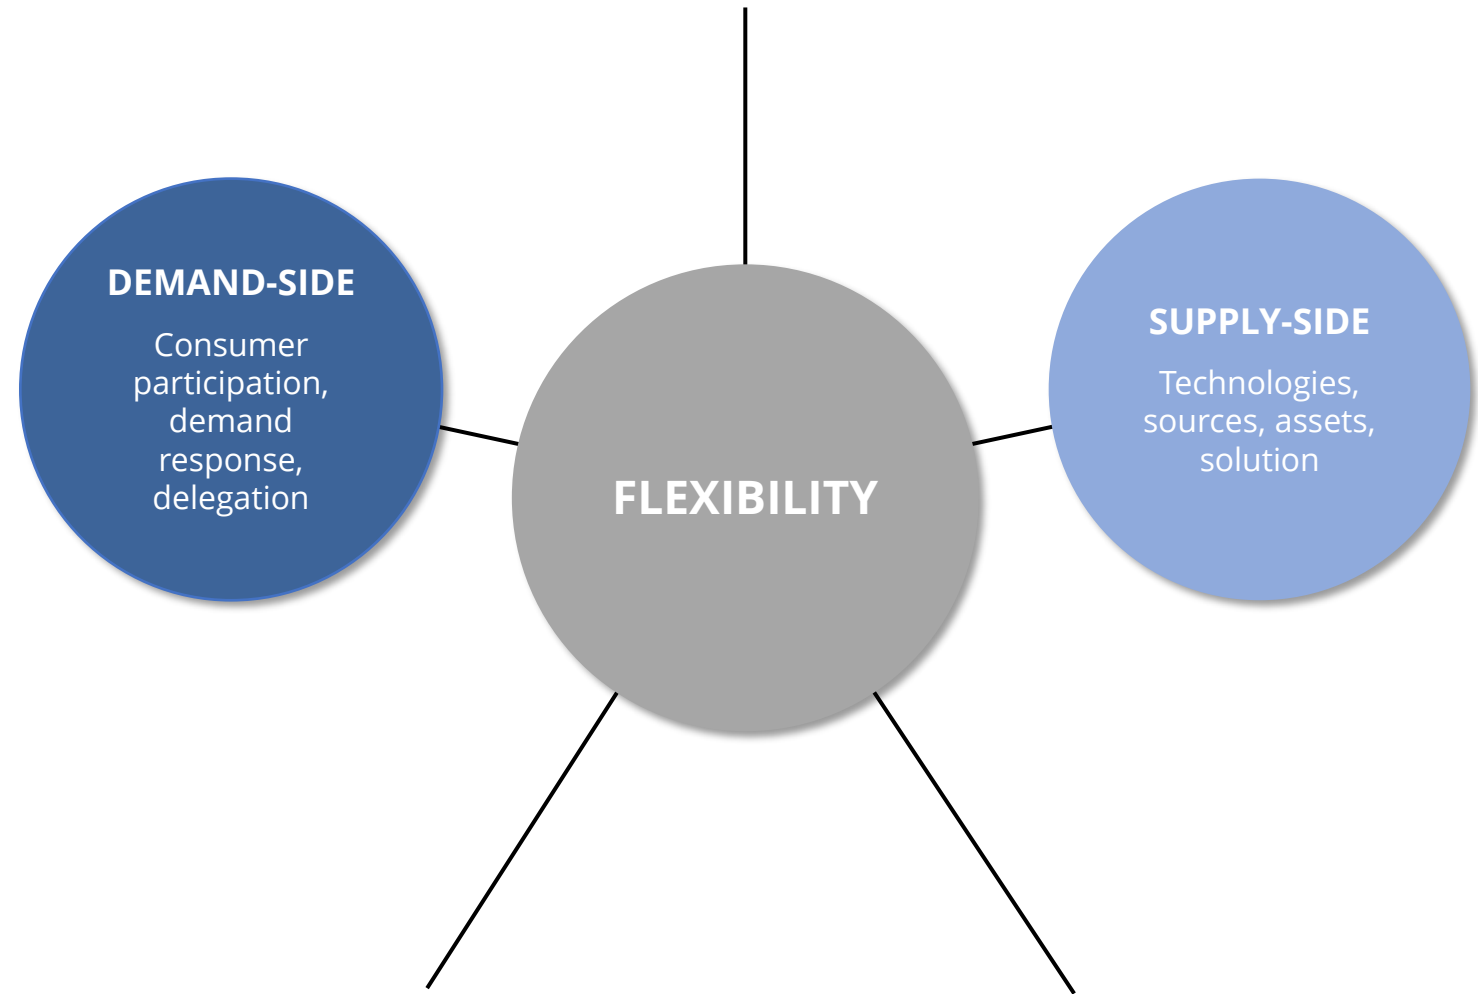 DEMAND-SIDE
Consumer
participation,
demand
response,
delegation
FLEXIBILITY
SUPPLY-SIDE
Technologies,
sources, assets,
solution